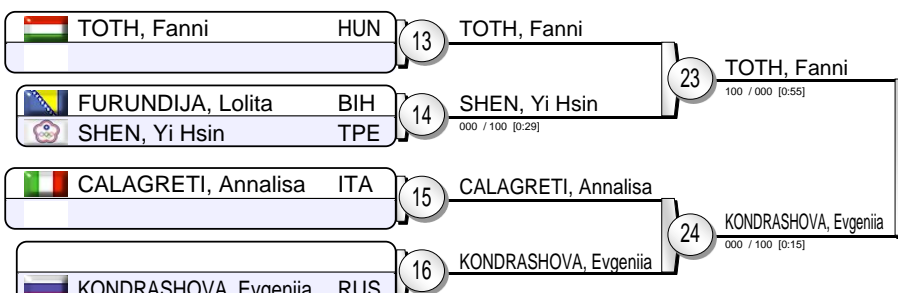 TOTH, Fanni HUN
13
TOTH, Fanni
FURUNDIJA, Lolita BIH
SHEN, Yi Hsin TPE
14
SHEN, Yi Hsin
000 / 100 [0:29]
23
TOTH, Fanni
100 / 000 [0:55]
CALAGRETI, Annalisa ITA
15
CALAGRETI, Annalisa
KONDRASHOVA, Evgeniia RUS
16
KONDRASHOVA, Evgeniia
24
KONDRASHOVA, Evgeniia
000 / 100 [0:15]